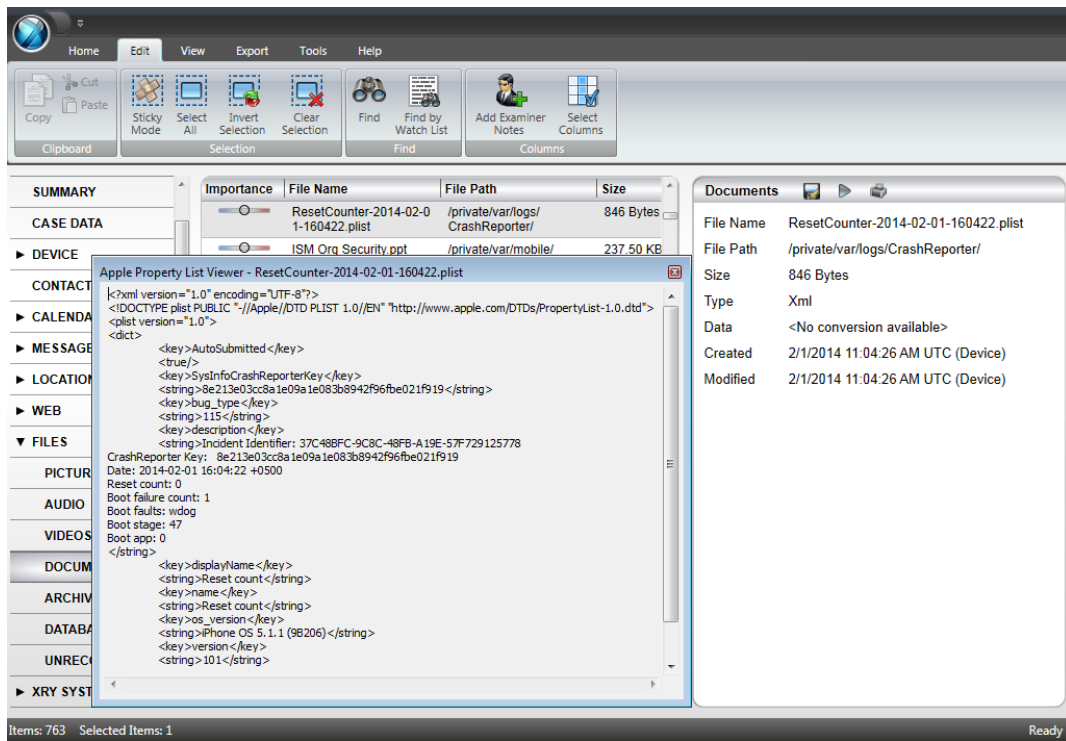 Home Edit View Export Tools Help
Copy Cut Paste Sticky Mode Select All Invert Selection Clear Selection Find Find by Watch List Add Examiner Notes Select Columns
Clipboard Selection Find Columns
SUMMARY
CASE DATA
DEVICE
CONTACT
CALENDA
MESSAGE
LOCATION
WEB
FILES
PICTUR
AUDIO
VIDEOS
DOCUM
ARCHIV
DATABA
UNRECO
XRY SYST
Importance File Name File Path Size
ResetCounter-2014-02-0 /private/var/logs/ 846 Bytes
1-160422.plist CrashReporter/
ISM Org Security.ppt /private/var/mobile/ 237.50 KB
Apple Property List Viewer - ResetCounter-2014-02-01-160422.plist
<?xml version="1.0" encoding="UTF-8"?>
<!DOCTYPE plist PUBLIC "-//Apple//DTD PLIST 1.0//EN" "http://www.apple.com/DTDs/PropertyList-1.0.dtd">
<plist version="1.0">
<dict>
<key>AutoSubmitted</key>
<true/>
<key>SysInfoCrashReporterKey</key>
<string>8e213e03cc8a1e09a1e083b8942f96fbe021f919</string>
<key>bug_type</key>
<string>115</string>
<key>description</key>
<string>Incident Identifier: 37C48BFC-9C8C-48FB-A19E-57F729125778
CrashReporter Key: 8e213e03cc8a1e09a1e083b8942f96fbe021f919
Date: 2014-02-01 16:04:22 +0500
Reset count: 0
Boot failure count: 1
Boot faults: wdog
Boot stage: 47
Boot app: 0
</string>
<key>displayName</key>
<string>Reset count</string>
<key>name</key>
<string>Reset count</string>
<key>os_version</key>
<string>iPhone OS 5.1.1 (9B206)</string>
<key>version</key>
<string>101</string>
Documents
File Name ResetCounter-2014-02-01-160422.plist
File Path /private/var/logs/CrashReporter/
Size 846 Bytes
Type Xml
Data <No conversion available>
Created 2/1/2014 11:04:26 AM UTC (Device)
Modified 2/1/2014 11:04:26 AM UTC (Device)
Items: 763 Selected Items: 1 Ready